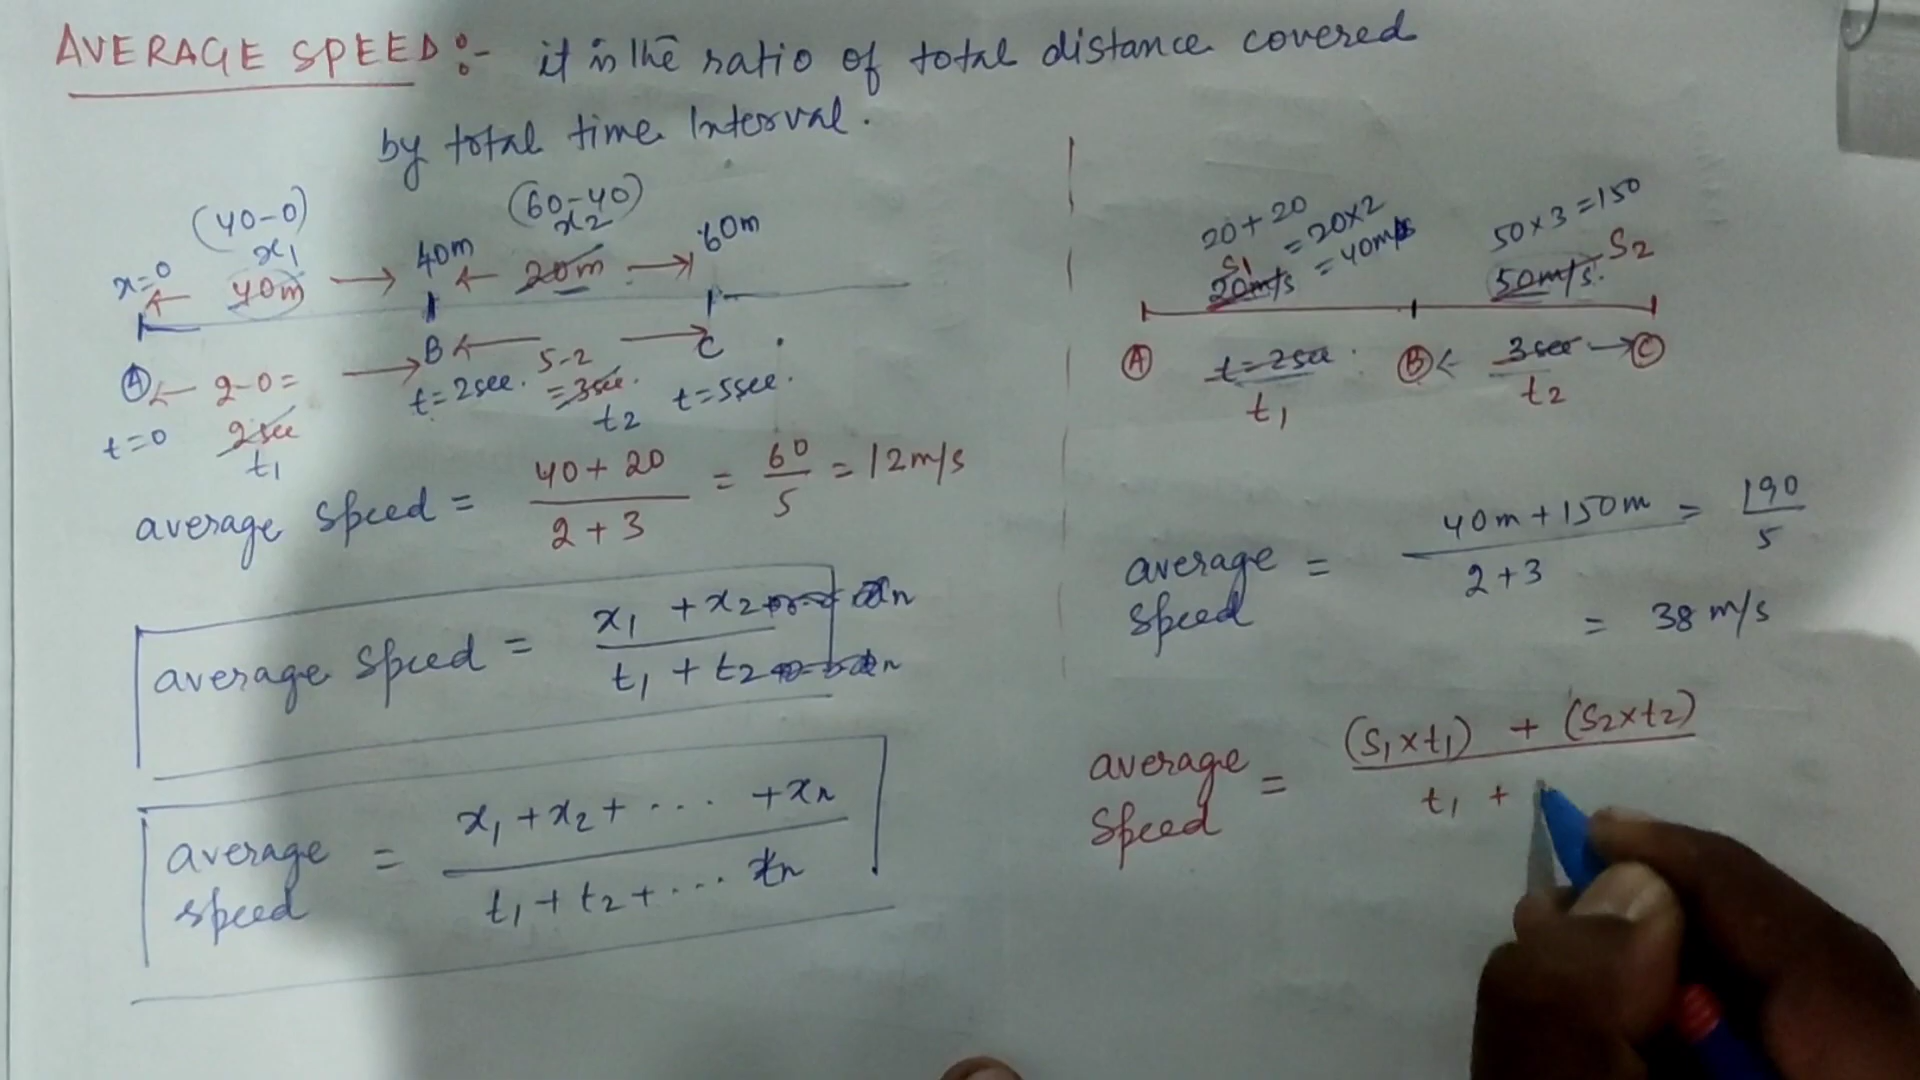 AVERAGE SPEED :- it is the ratio of total distance covered
by total time Interval.
(40-0) (60-40)
x1 x2
x=0 40m 40m 20m 60m
A B C
2-0= 5-2
t=2sec. =3sec. t=5sec.
t=0 2sec t2
t1
average speed = 40 + 20 / 2 + 3 = 60 / 5 = 12m/s
average speed = x1 + x2 xn / t1 + t2 n
average speed = x1 + x2 + ... + xn / t1 + t2 + ... tn
20 + 20
= 20x2
= 40m
50x3 = 150
S1 S2
20m/s 50m/s.
A t=2sec B 3sec C
t1 t2
average speed = 40m + 150m / 2+3 = 190 / 5
= 38 m/s
average speed = (S1xt1) + (S2xt2) / t1 +